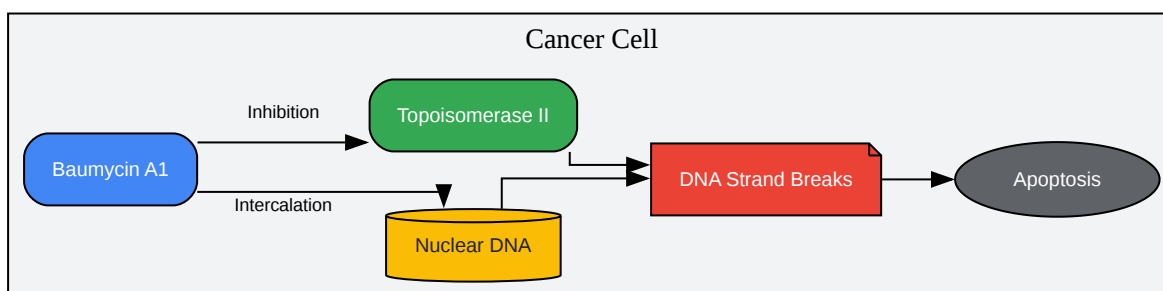 Cancer Cell
Inhibition
Topoisomerase II
Baumycin A1
DNA Strand Breaks
Apoptosis
Intercalation
Nuclear DNA